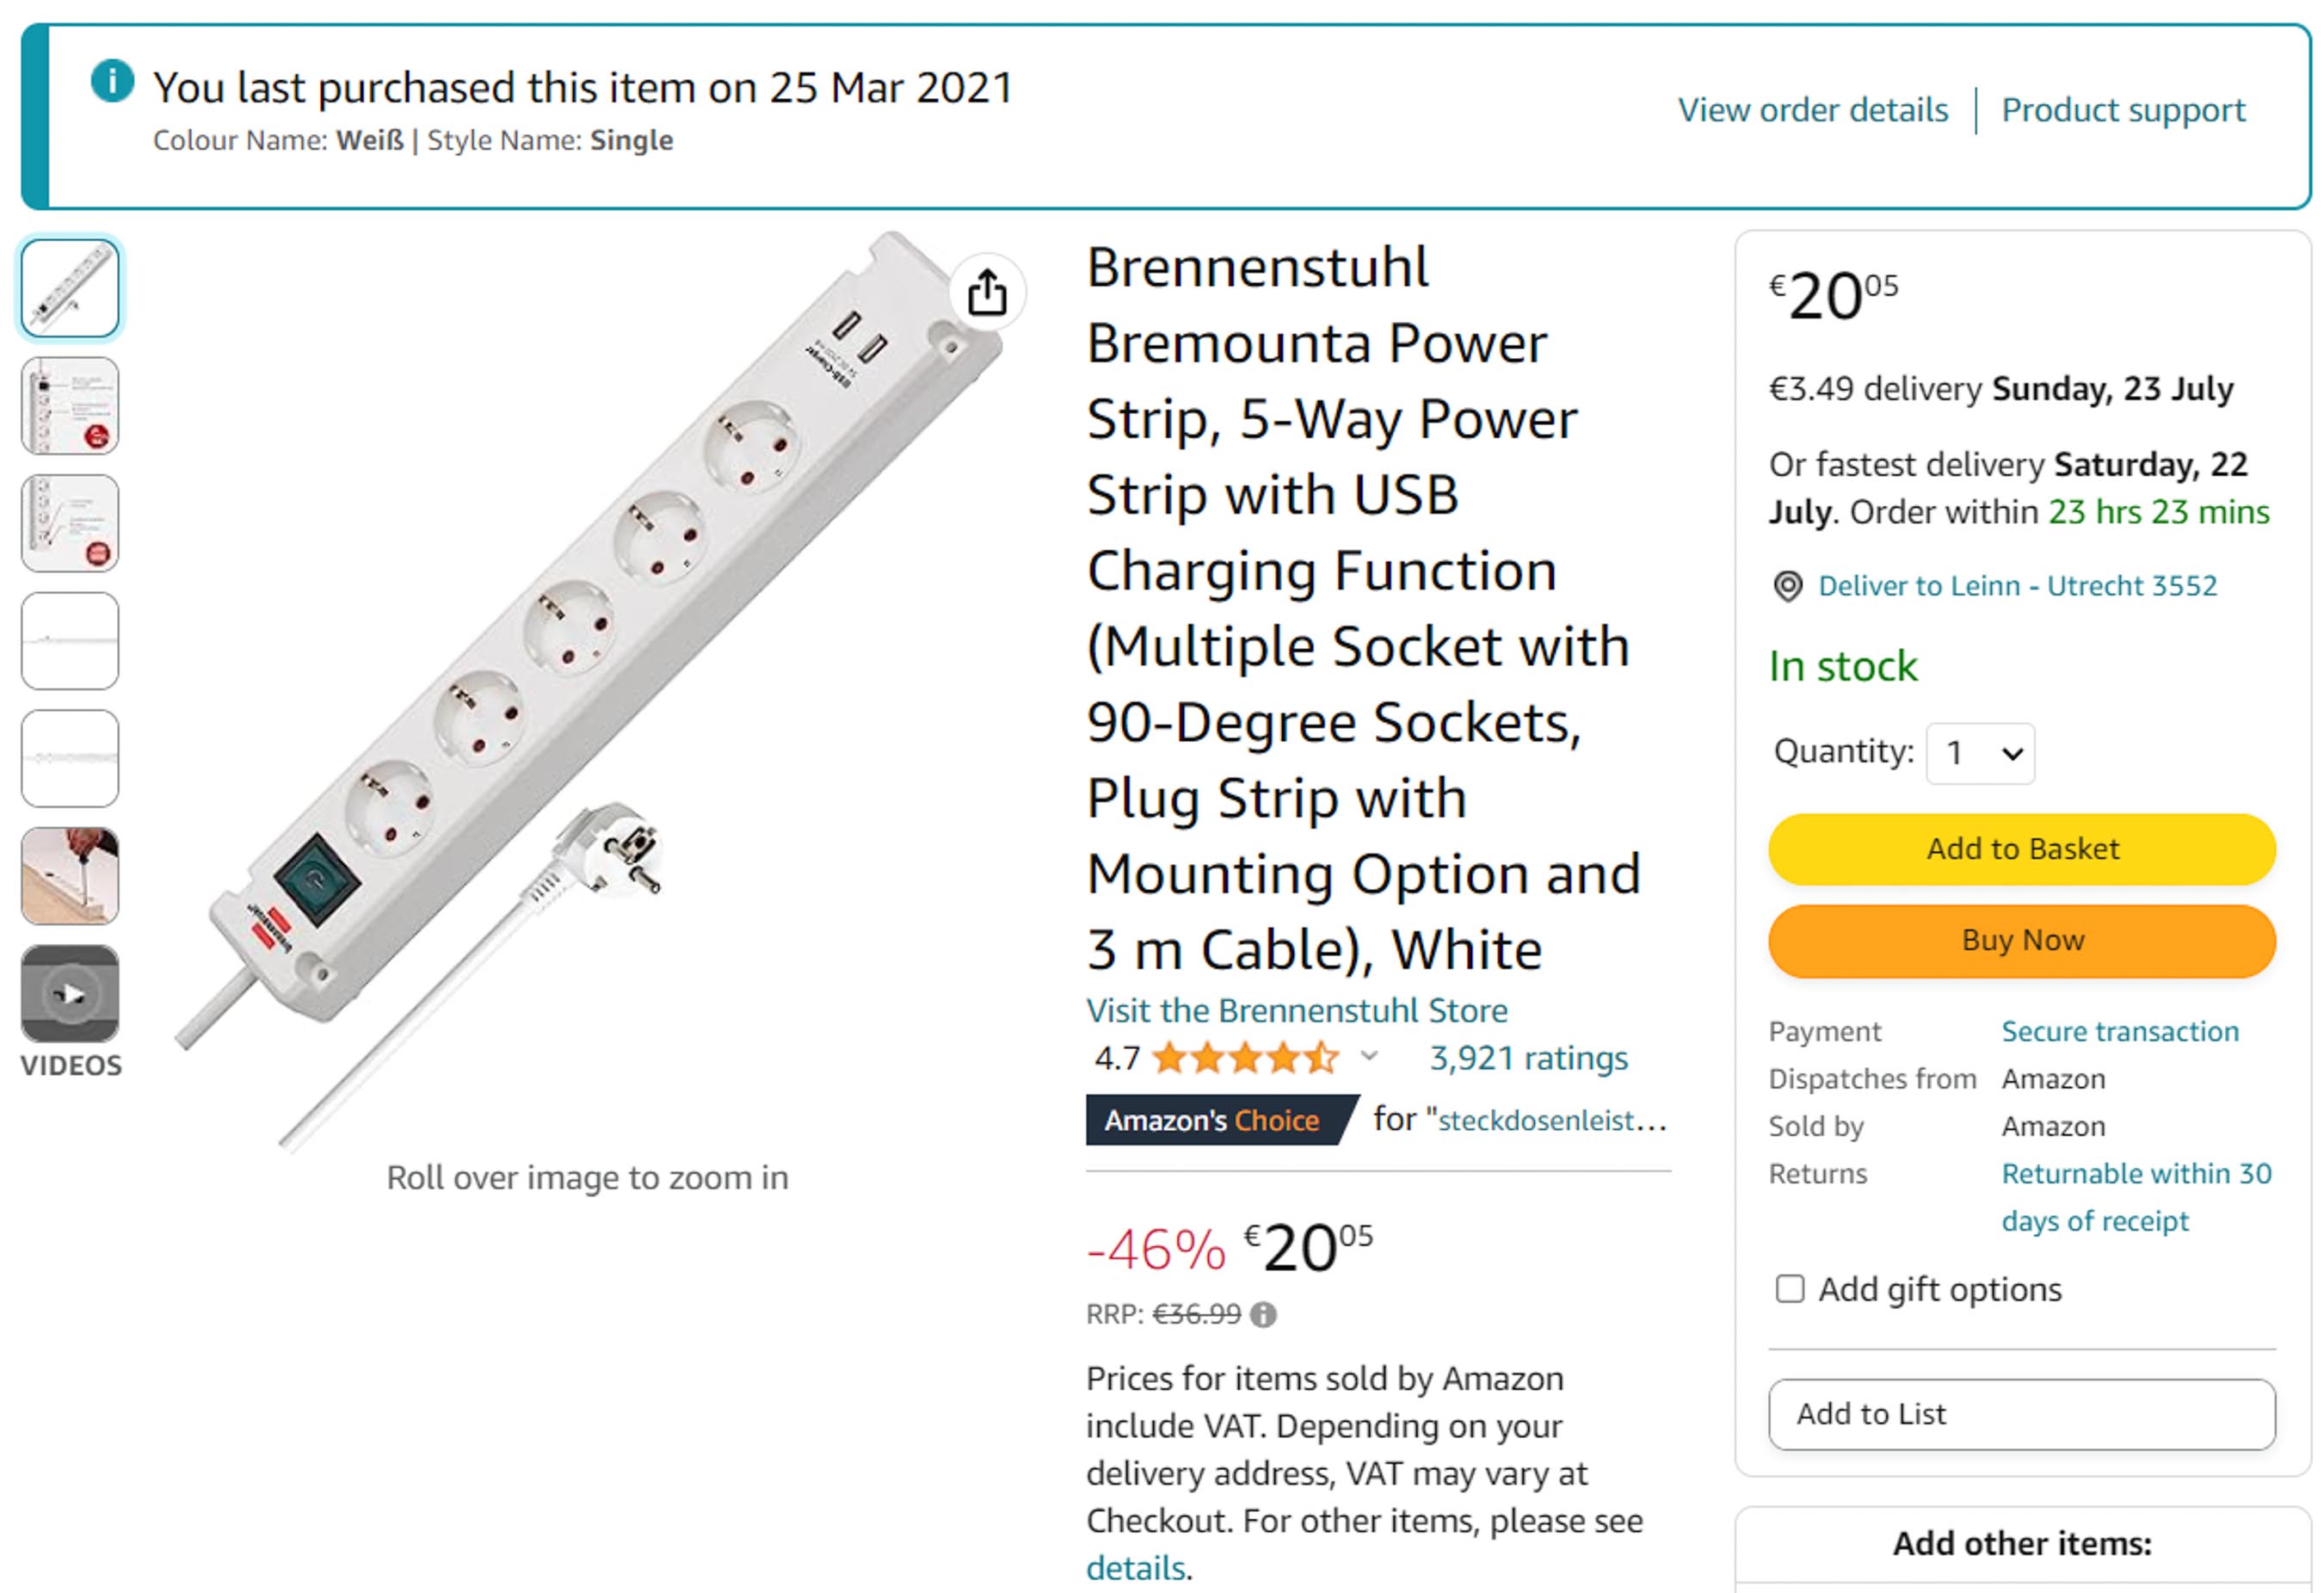 You last purchased this item on 25 Mar 2021
Colour Name: Weiß | Style Name: Single
View order details
Product support
VIDEOS
USB-Charger
brennenstuhl
Roll over image to zoom in
Brennenstuhl
Bremounta Power
Strip, 5-Way Power
Strip with USB
Charging Function
(Multiple Socket with
90-Degree Sockets,
Plug Strip with
Mounting Option and
3 m Cable), White
Visit the Brennenstuhl Store
4.7
3,921 ratings
Amazon's Choice for "steckdosenleist...
-46% €20 05
RRP: €36.99
Prices for items sold by Amazon
include VAT. Depending on your
delivery address, VAT may vary at
Checkout. For other items, please see
details.
€20 05
€3.49 delivery Sunday, 23 July
Or fastest delivery Saturday, 22
July. Order within 23 hrs 23 mins
Deliver to Leinn - Utrecht 3552
In stock
Quantity: 1
Add to Basket
Buy Now
Payment Secure transaction
Dispatches from Amazon
Sold by Amazon
Returns Returnable within 30
days of receipt
Add gift options
Add to List
Add other items: